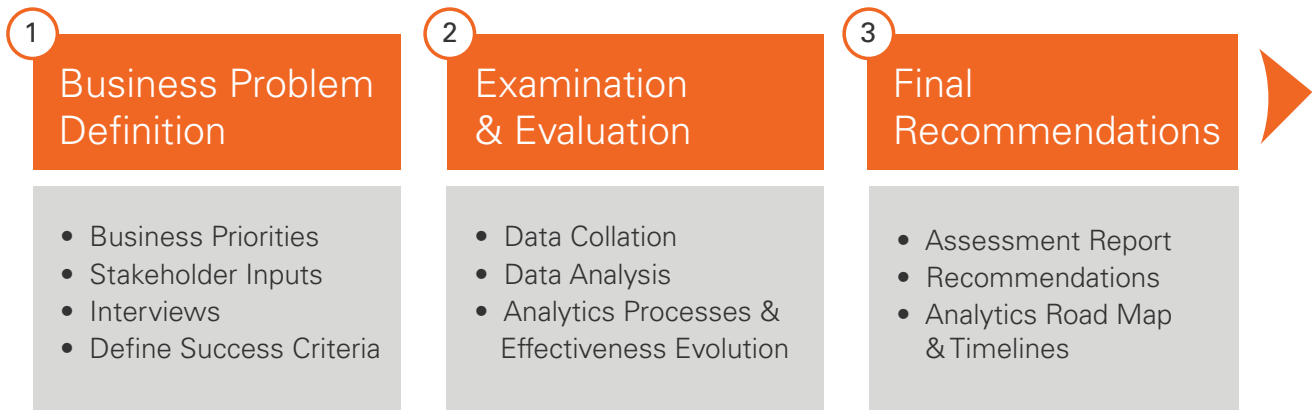 1
Business Problem
Definition
• Business Priorities
• Stakeholder Inputs
• Interviews
• Define Success Criteria
2
Examination
& Evaluation
• Data Collation
• Data Analysis
• Analytics Processes &
Effectiveness Evolution
3
Final
Recommendations
• Assessment Report
• Recommendations
• Analytics Road Map
& Timelines